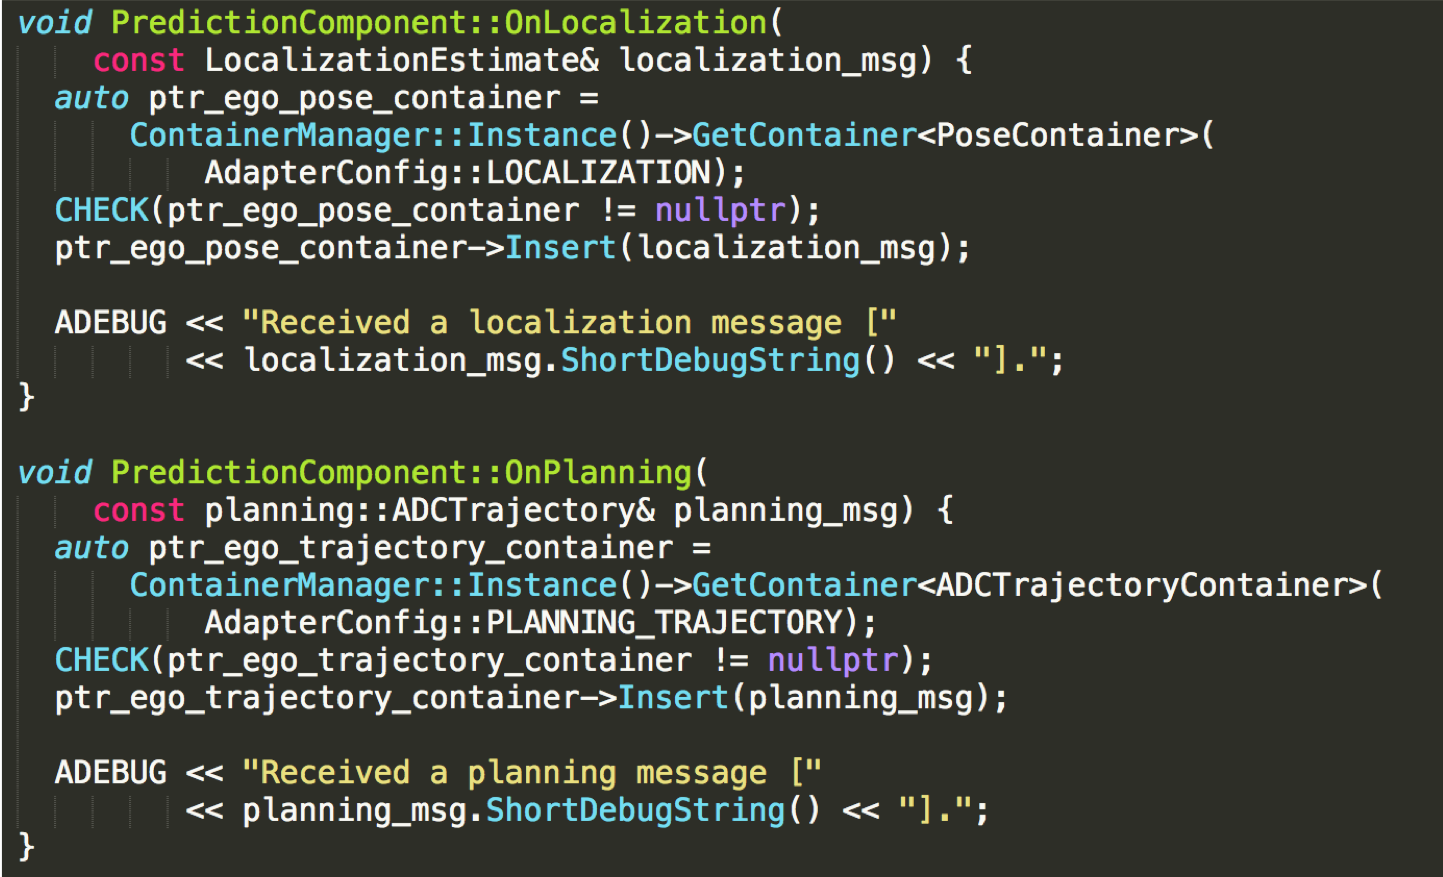 void PredictionComponent::OnLocalization(
    const LocalizationEstimate& localization_msg) {
  auto ptr_ego_pose_container =
      ContainerManager::Instance()->GetContainer<PoseContainer>(
          AdapterConfig::LOCALIZATION);
  CHECK(ptr_ego_pose_container != nullptr);
  ptr_ego_pose_container->Insert(localization_msg);

  ADEBUG << "Received a localization message ["
         << localization_msg.ShortDebugString() << "].";
}

void PredictionComponent::OnPlanning(
    const planning::ADCTrajectory& planning_msg) {
  auto ptr_ego_trajectory_container =
      ContainerManager::Instance()->GetContainer<ADCTrajectoryContainer>(
          AdapterConfig::PLANNING_TRAJECTORY);
  CHECK(ptr_ego_trajectory_container != nullptr);
  ptr_ego_trajectory_container->Insert(planning_msg);

  ADEBUG << "Received a planning message ["
         << planning_msg.ShortDebugString() << "].";
}